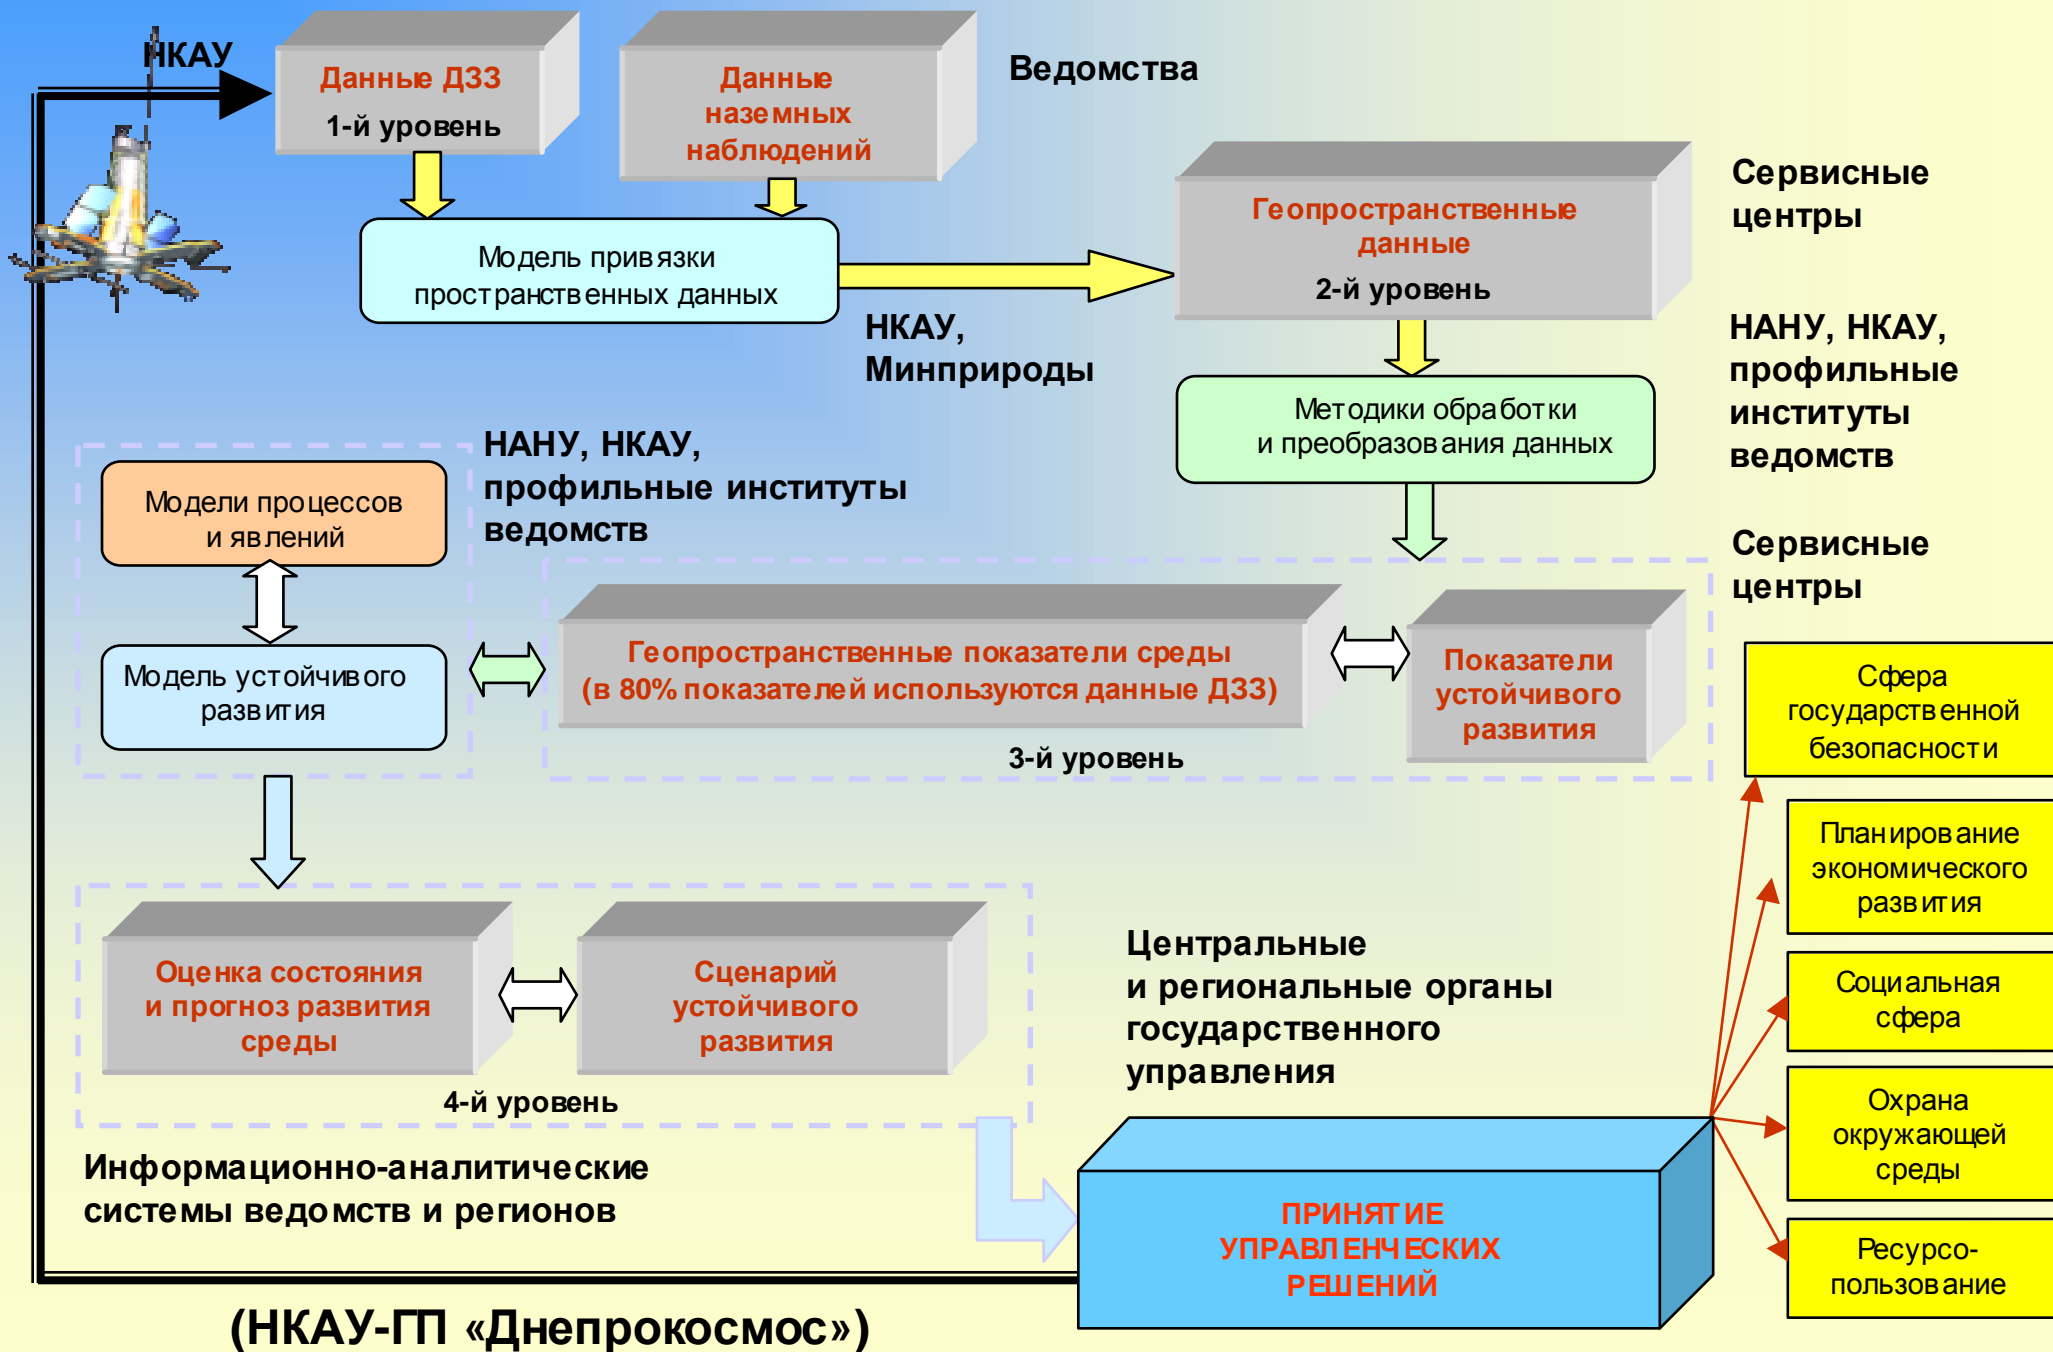 НКАУ
Данные ДЗЗ
1-й уровень
Данные
наземных
наблюдений
Ведомства
Сервисные
центры
Геопространственные
данные
2-й уровень
Модель привязки
пространственных данных
НКАУ,
Минприроды
НАНУ, НКАУ,
профильные
институты
ведомств
Методики обработки
и преобразования данных
НАНУ, НКАУ,
профильные институты
ведомств
Модели процессов
и явлений
Сервисные
центры
Модель устойчивого
развития
Геопространственные показатели среды
(в 80% показателей используются данные ДЗЗ)
Показатели
устойчивого
развития
3-й уровень
Сфера
государственной
безопасности
Планирование
экономического
развития
Социальная
сфера
Охрана
окружающей
среды
Ресурсо-
пользование
Оценка состояния
и прогноз развития
среды
Сценарий
устойчивого
развития
4-й уровень
Центральные
и региональные органы
государственного
управления
Информационно-аналитические
системы ведомств и регионов
ПРИНЯТИЕ
УПРАВЛЕНЧЕСКИХ
РЕШЕНИЙ
(НКАУ-ГП «Днепрокосмос»)